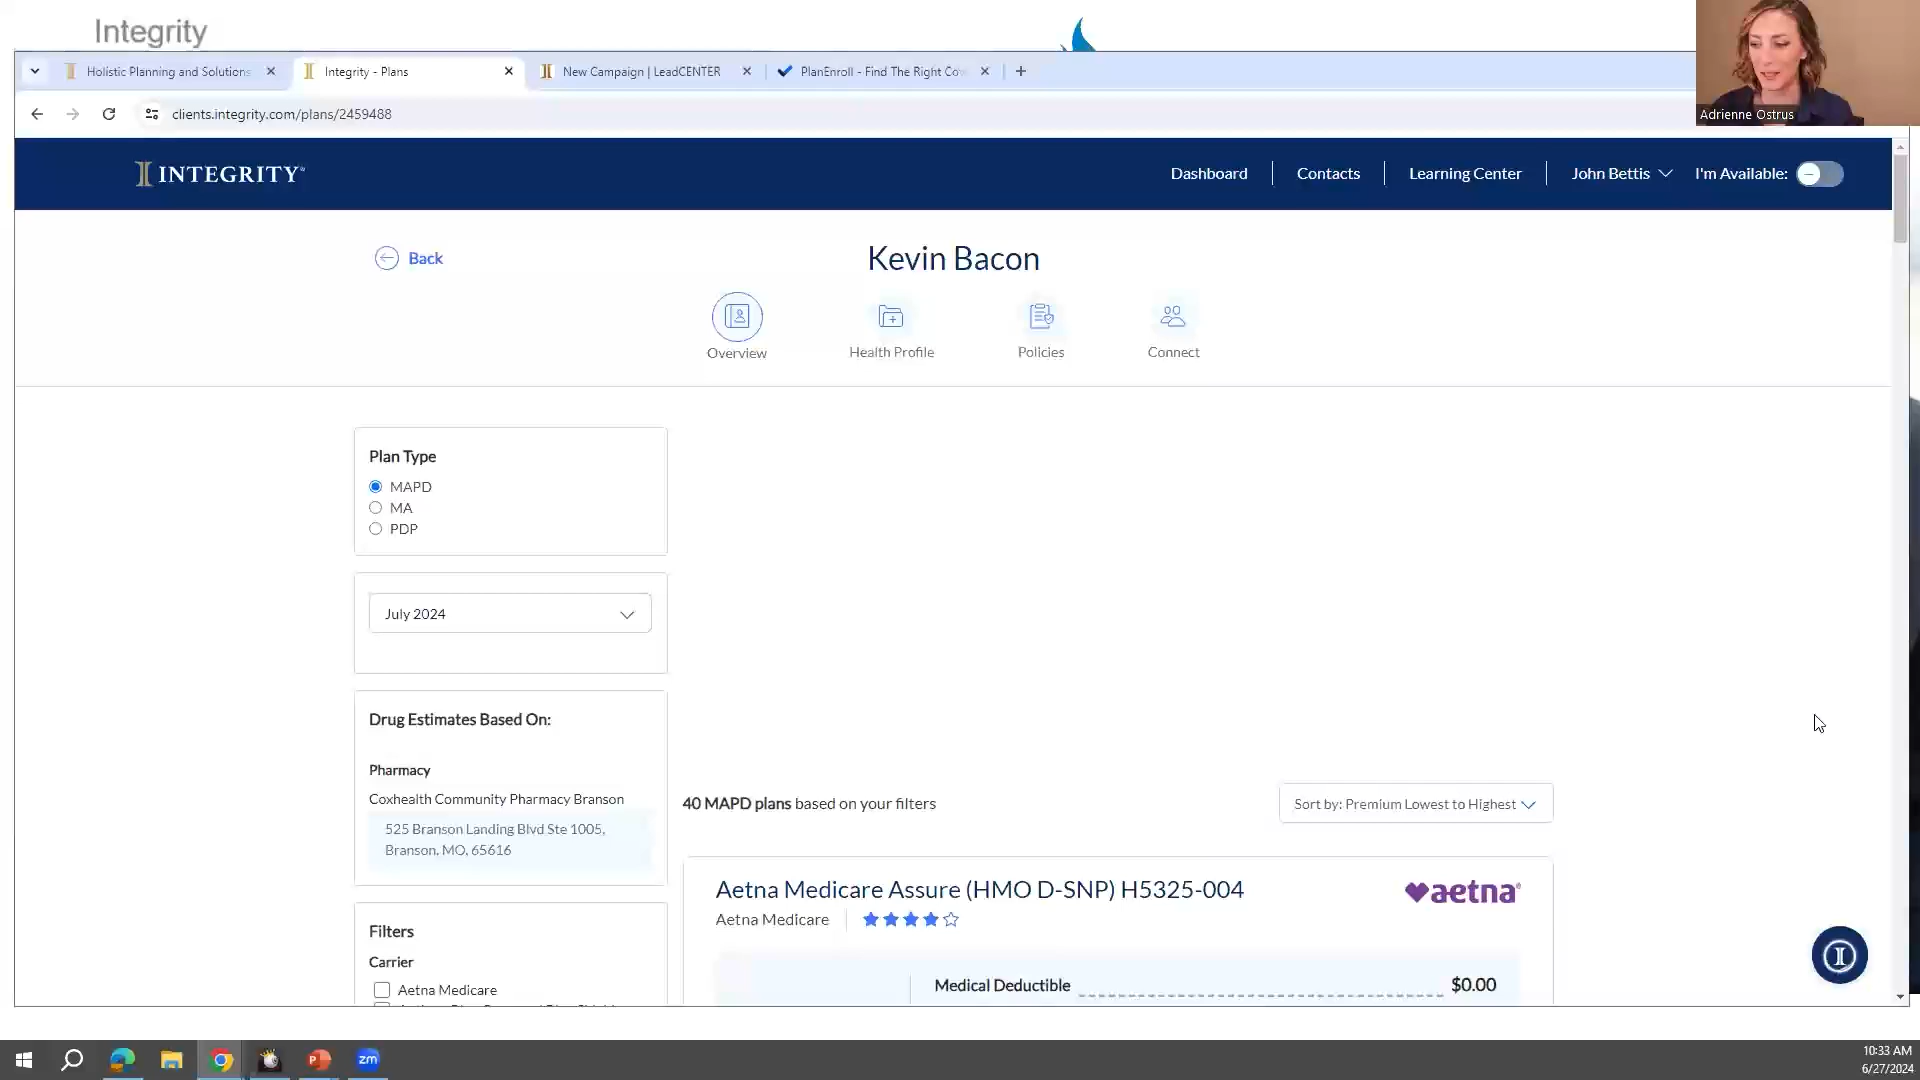 Integrity
Holistic Planning and Solutions
Integrity - Plans
New Campaign | LeadCENTER
PlanEnroll - Find The Right Cov
clients.integrity.com/plans/2459488
Adrienne Ostrus
INTEGRITY
Dashboard
Contacts
Learning Center
John Bettis
I'm Available:
Back
Kevin Bacon
Overview
Health Profile
Policies
Connect
Plan Type
MAPD
MA
PDP
July 2024
Drug Estimates Based On:
Pharmacy
Coxhealth Community Pharmacy Branson
525 Branson Landing Blvd Ste 1005,
Branson, MO, 65616
40 MAPD plans based on your filters
Sort by: Premium Lowest to Highest
Filters
Carrier
Aetna Medicare
Aetna Medicare Assure (HMO D-SNP) H5325-004
aetna
Aetna Medicare
Medical Deductible
$0.00
zm
10:33 AM
6/27/2024